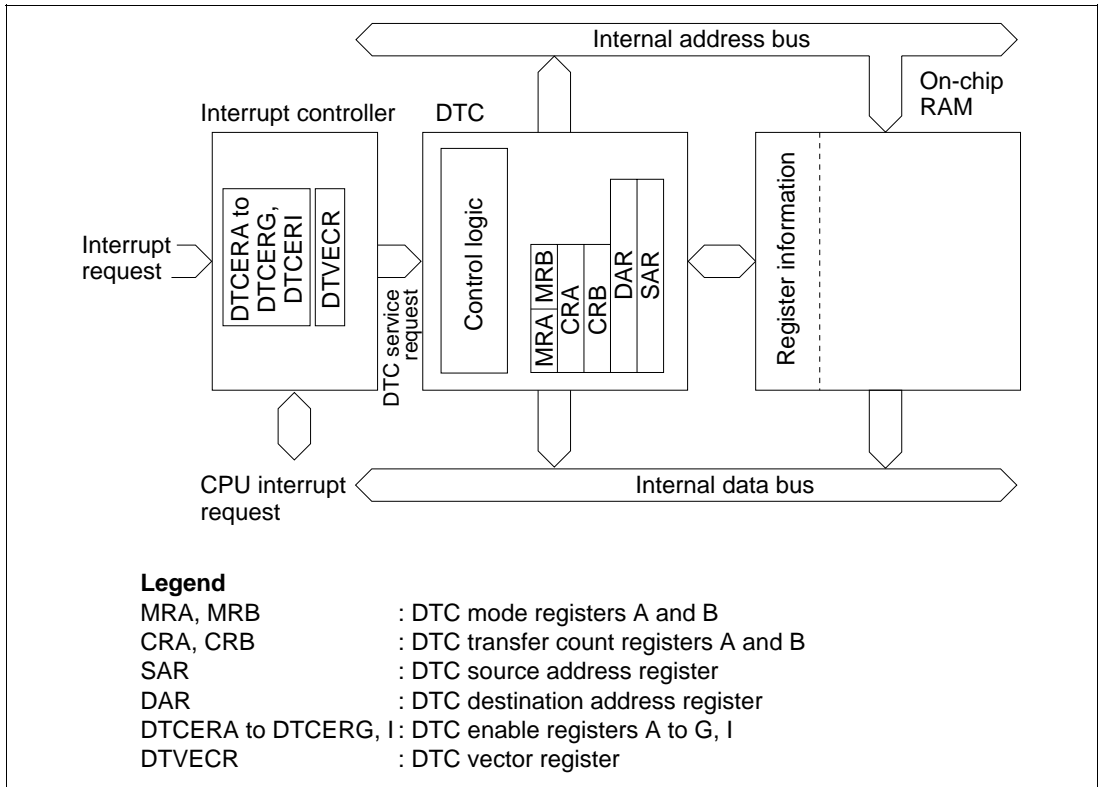 Internal address bus
On-chip
RAM
Interrupt controller
DTC
Interrupt
request
DTCERA to
DTCERG,
DTCERI
DTVECR
DTC service
request
Control logic
MRA
MRB
CRA
CRB
DAR
SAR
Register information
CPU interrupt
request
Internal data bus
Legend
MRA, MRB : DTC mode registers A and B
CRA, CRB : DTC transfer count registers A and B
SAR : DTC source address register
DAR : DTC destination address register
DTCERA to DTCERG, I : DTC enable registers A to G, I
DTVECR : DTC vector register